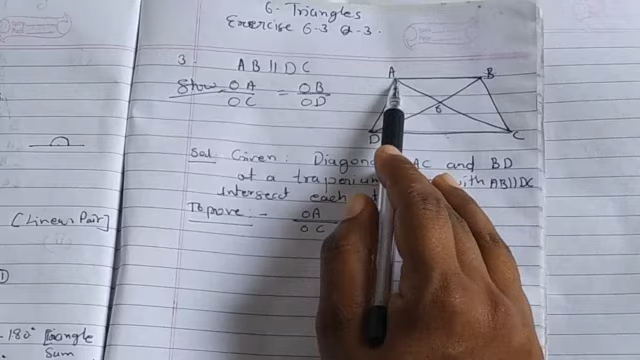 6- Triangles
Exercise 6-3 Q-3.
3 AB||DC
Show OA/OC = OB/OD
A B
O
D C
Sol Given: Diagonals AC and BD
of a trapezium with AB||DC
intersect each
To prove - OA/OC
[Linear Pair]
①
-180° [Triangle
Sum